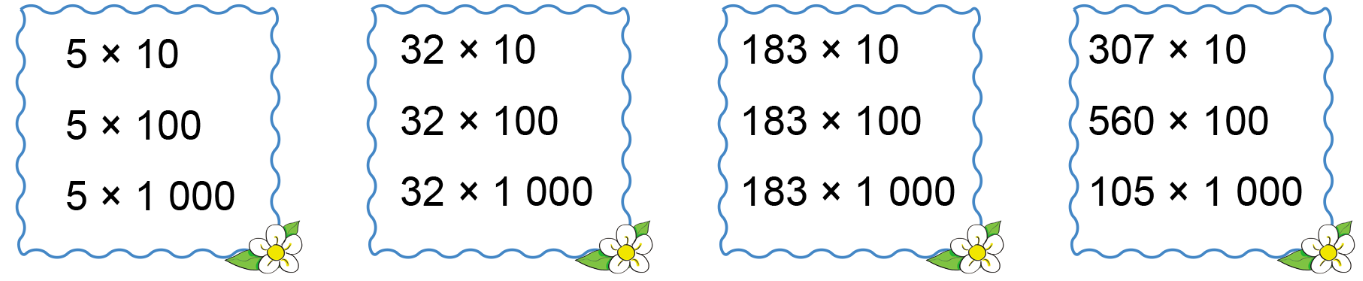 5 × 10
5 × 100
5 × 1 000
32 × 10
32 × 100
32 × 1 000
183 × 10
183 × 100
183 × 1 000
307 × 10
560 × 100
105 × 1 000